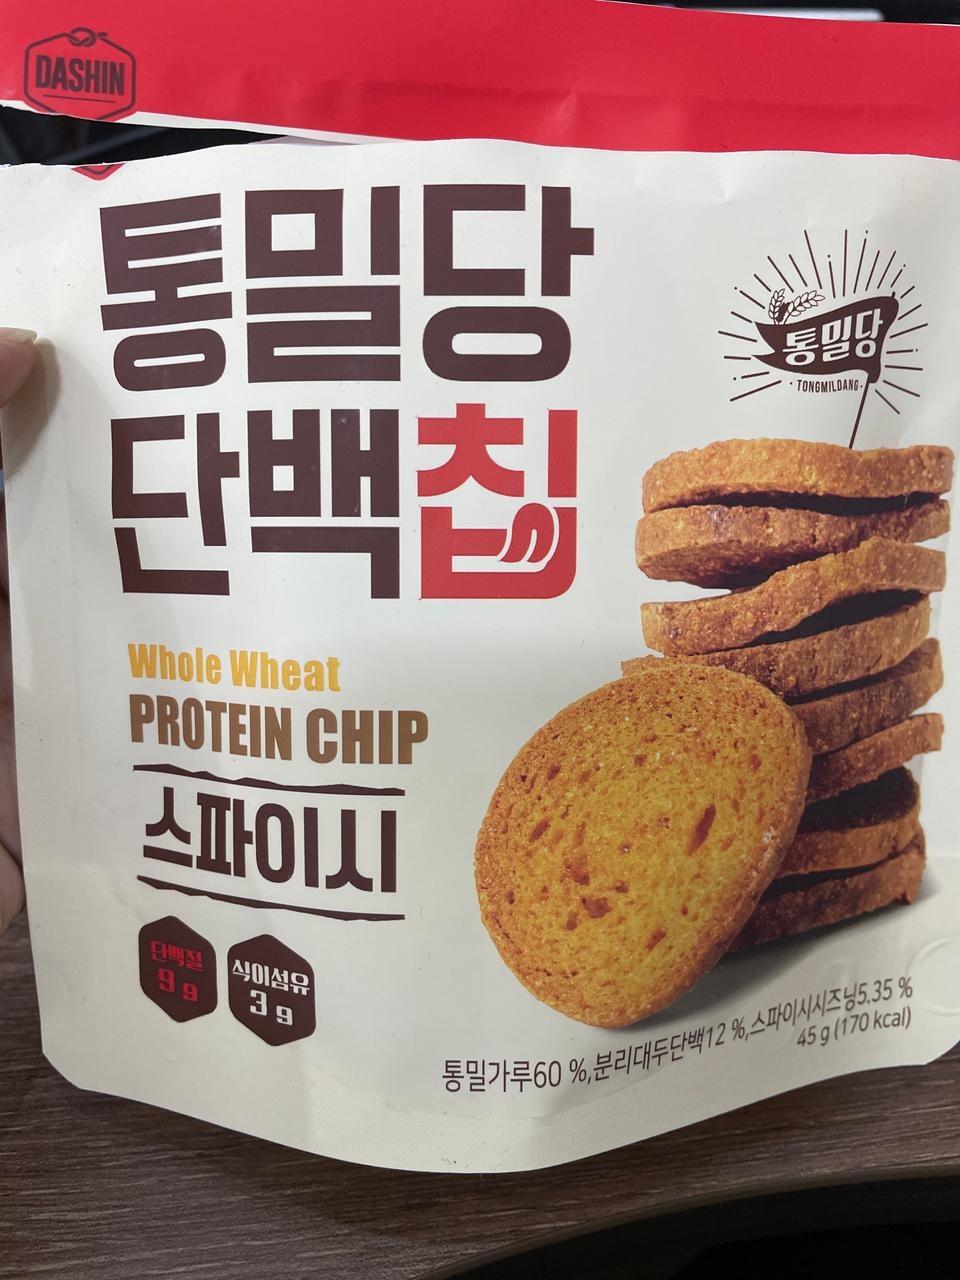 DASHIN
통밀당
단백칩
통밀당
· TONGMILDANG ·
Whole Wheat
PROTEIN CHIP
스파이시
단백질
9 g
식이섬유
3 g
통밀가루60 %,분리대두단백12 %,스파이시시즈닝5.35 %
45 g (170 kcal)